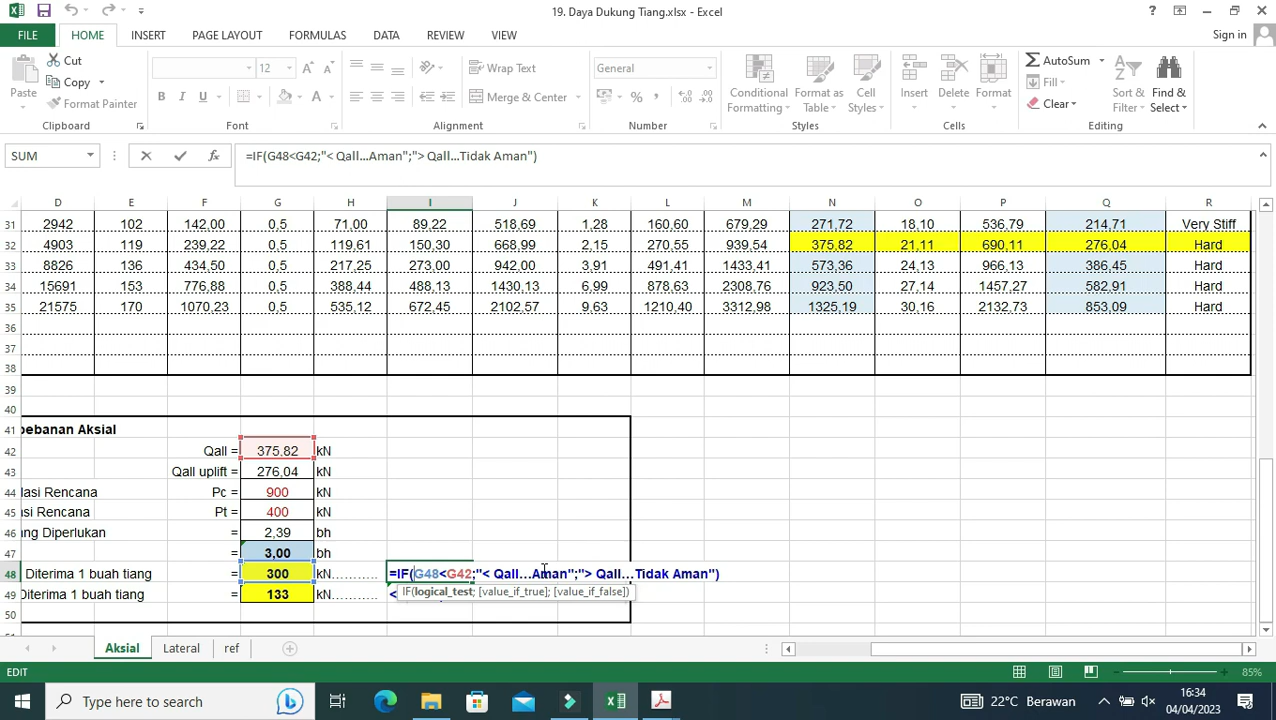 19. Daya Dukung Tiang.xlsx - Excel
FILE HOME INSERT PAGE LAYOUT FORMULAS DATA REVIEW VIEW Sign in
Paste Cut Copy Format Painter Clipboard
12 Font
Wrap Text Merge & Center Alignment
General % Number
Conditional Formatting Format as Table Cell Styles Styles
Insert Delete Format Cells
AutoSum Fill Clear Sort & Filter Find & Select Editing
SUM =IF(G48<G42;"< Qall...Aman";"> Qall...Tidak Aman")
D E F G H I J K L M N O P Q R
31 2942 102 142,00 0,5 71,00 89,22 518,69 1,28 160,60 679,29 271,72 18,10 536,79 214,71 Very Stiff
32 4903 119 239,22 0,5 119,61 150,30 668,99 2,15 270,55 939,54 375,82 21,11 690,11 276,04 Hard
33 8826 136 434,50 0,5 217,25 273,00 942,00 3,91 491,41 1433,41 573,36 24,13 966,13 386,45 Hard
34 15691 153 776,88 0,5 388,44 488,13 1430,13 6,99 878,63 2308,76 923,50 27,14 1457,27 582,91 Hard
35 21575 170 1070,23 0,5 535,12 672,45 2102,57 9,63 1210,40 3312,98 1325,19 30,16 2132,73 853,09 Hard
36
37
38
39
40
41 ebanan Aksial
42 Qall = 375,82 kN
43 Qall uplift = 276,04 kN
44 asi Rencana Pc = 900 kN
45 si Rencana Pt = 400 kN
46 ng Diperlukan = 2,39 bh
47 = 3,00 bh
48 Diterima 1 buah tiang = 300 kN........... =IF(G48<G42;"< Qall...Aman";"> Qall...Tidak Aman")
49 Diterima 1 buah tiang = 133 kN........... <
IF(logical_test; [value_if_true]; [value_if_false])
50
Aksial Lateral ref
EDIT 85%
Type here to search 22°C Berawan 16:34
04/04/2023